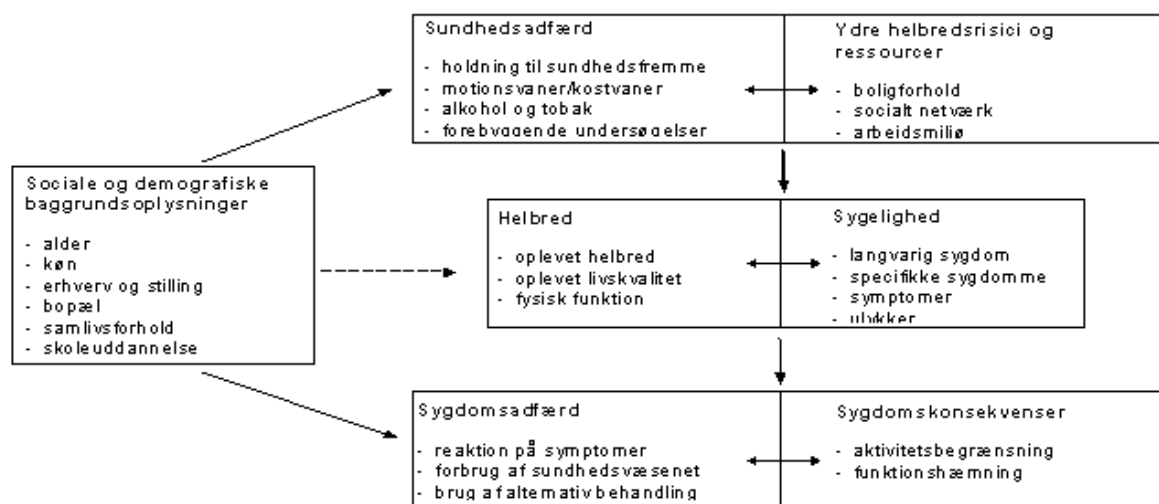 Sundhedsadfærd
- holdning til sundhedsfremme
- motionsvaner/kostvaner
- alkohol og tobak
- forebyggende undersøgelser
Ydre helbredsrisici og
ressourcer
- boligforhold
- socialt netværk
- arbejdsmiljø
Sociale og demografiske
baggrundsoplysninger
- alder
- køn
- erhverv og stilling
- bopæl
- samlivsforhold
- skoleuddannelse
Helbred
- oplevet helbred
- oplevet livskvalitet
- fysisk funktion
Sygelighed
- langvarig sygdom
- specifikke sygdomme
- symptomer
- ulykker
Sygdomsadfærd
- reaktion på symptomer
- forbrug af sundhedsvæsenet
- brug af alternativ behandling
Sygdomskonsekvenser
- aktivitetsbegrænsning
- funktionshæmning